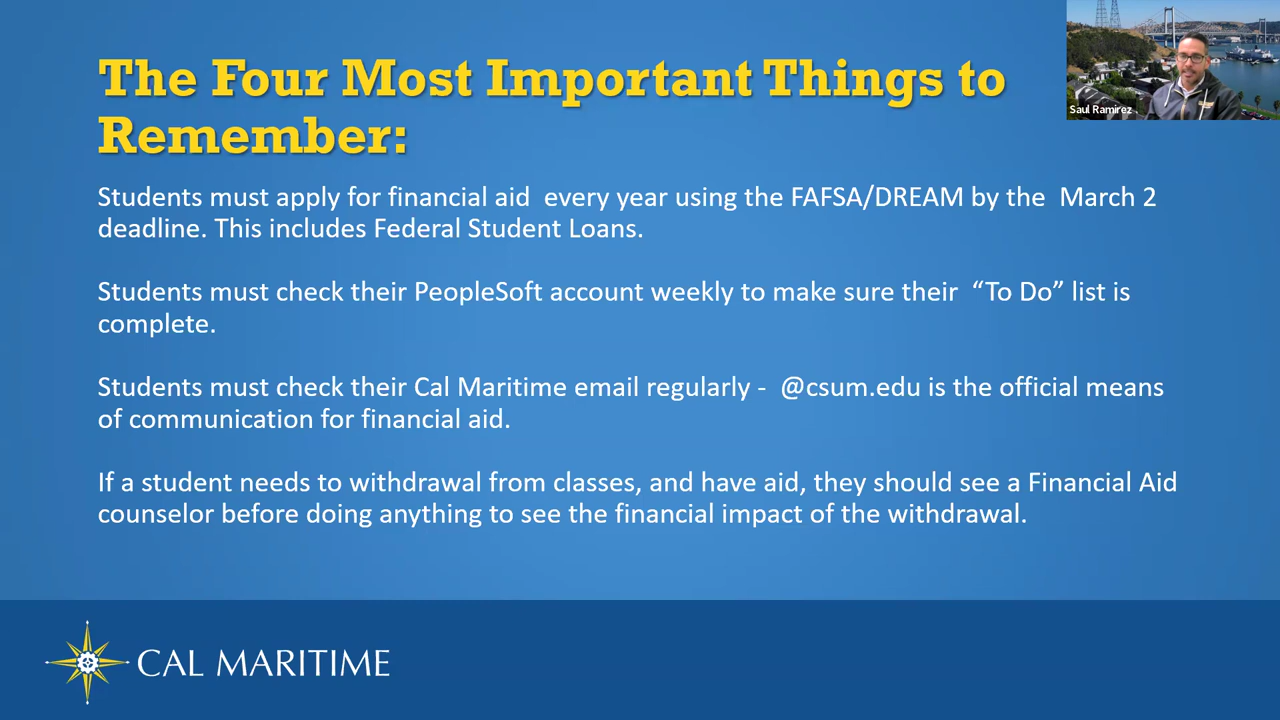 The Four Most Important Things to
Remember:
Saul Ramirez
Students must apply for financial aid every year using the FAFSA/DREAM by the March 2
deadline. This includes Federal Student Loans.
Students must check their PeopleSoft account weekly to make sure their “To Do” list is
complete.
Students must check their Cal Maritime email regularly - @csum.edu is the official means
of communication for financial aid.
If a student needs to withdrawal from classes, and have aid, they should see a Financial Aid
counselor before doing anything to see the financial impact of the withdrawal.
CAL MARITIME